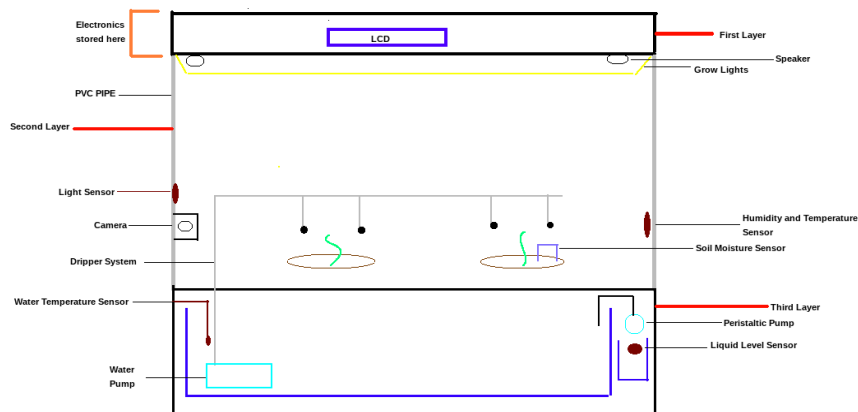 Electronics
stored here
LCD
First Layer
Speaker
Grow Lights
PVC PIPE
Second Layer
Light Sensor
Camera
Humidity and Temperature
Sensor
Soil Moisture Sensor
Dripper System
Water Temperature Sensor
Third Layer
Peristaltic Pump
Liquid Level Sensor
Water
Pump